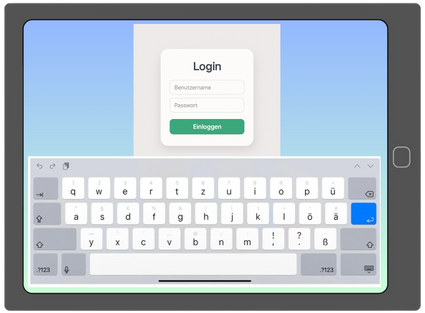 Login
Benutzername
Passwort
Einloggen
q w e r t z u i o p ü
a s d f g h j k l ö ä
y x c v b n m ! , ? . ß
.?123 .?123